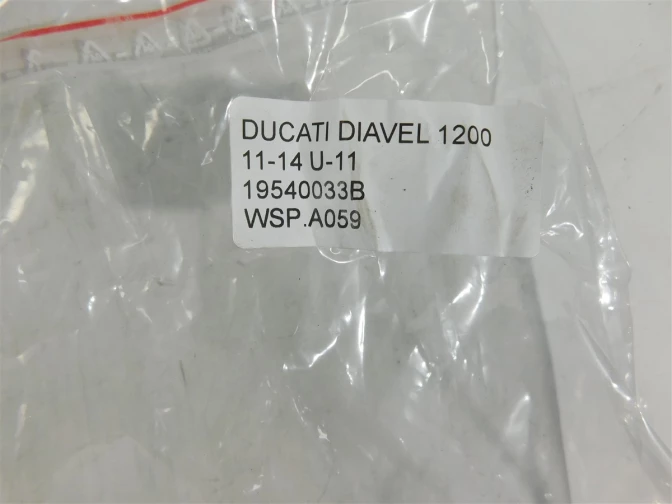 DUCATI DIAVEL 1200
11-14 U-11
19540033B
WSP.A059